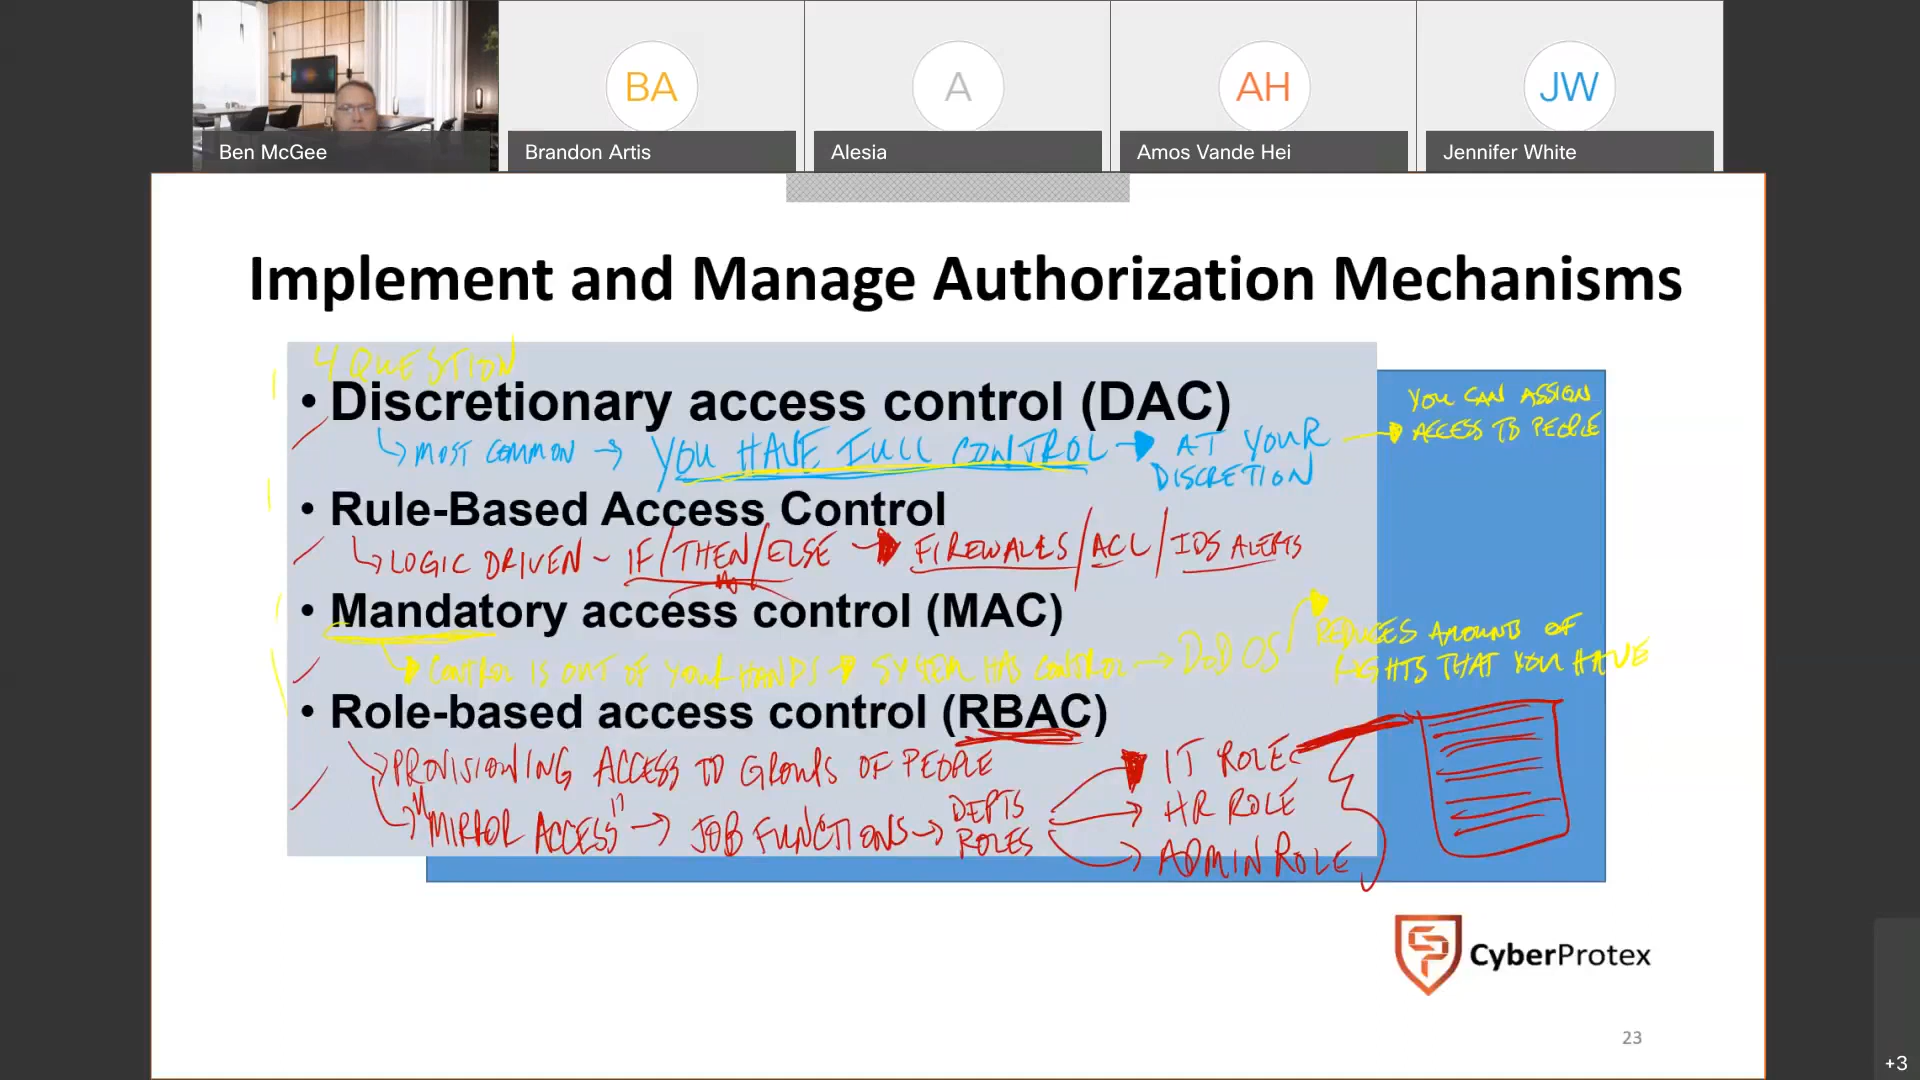 BA
A
AH
JW
Ben McGee
Brandon Artis
Alesia
Amos Vande Hei
Jennifer White
Implement and Manage Authorization Mechanisms
4 QUESTION
• Discretionary access control (DAC)
MOST COMMON → YOU HAVE FULL CONTROL → AT YOUR DISCRETION
YOU CAN ASSIGN
ACCESS TO PEOPLE
• Rule-Based Access Control
LOGIC DRIVEN - IF/THEN/ELSE → FIREWALLS/ACL/IDS ALERTS
• Mandatory access control (MAC)
CONTROL IS OUT OF YOUR HANDS → SYSTEM HAS CONTROL → DOD OS
REDUCES AMOUNT OF
RIGHTS THAT YOU HAVE
• Role-based access control (RBAC)
PROVISIONING ACCESS TO GROUPS OF PEOPLE
"MIRROR ACCESS" → JOB FUNCTIONS → DEPTS
ROLES
IT ROLE
HR ROLE
ADMIN ROLE
CyberProtex
23
+3